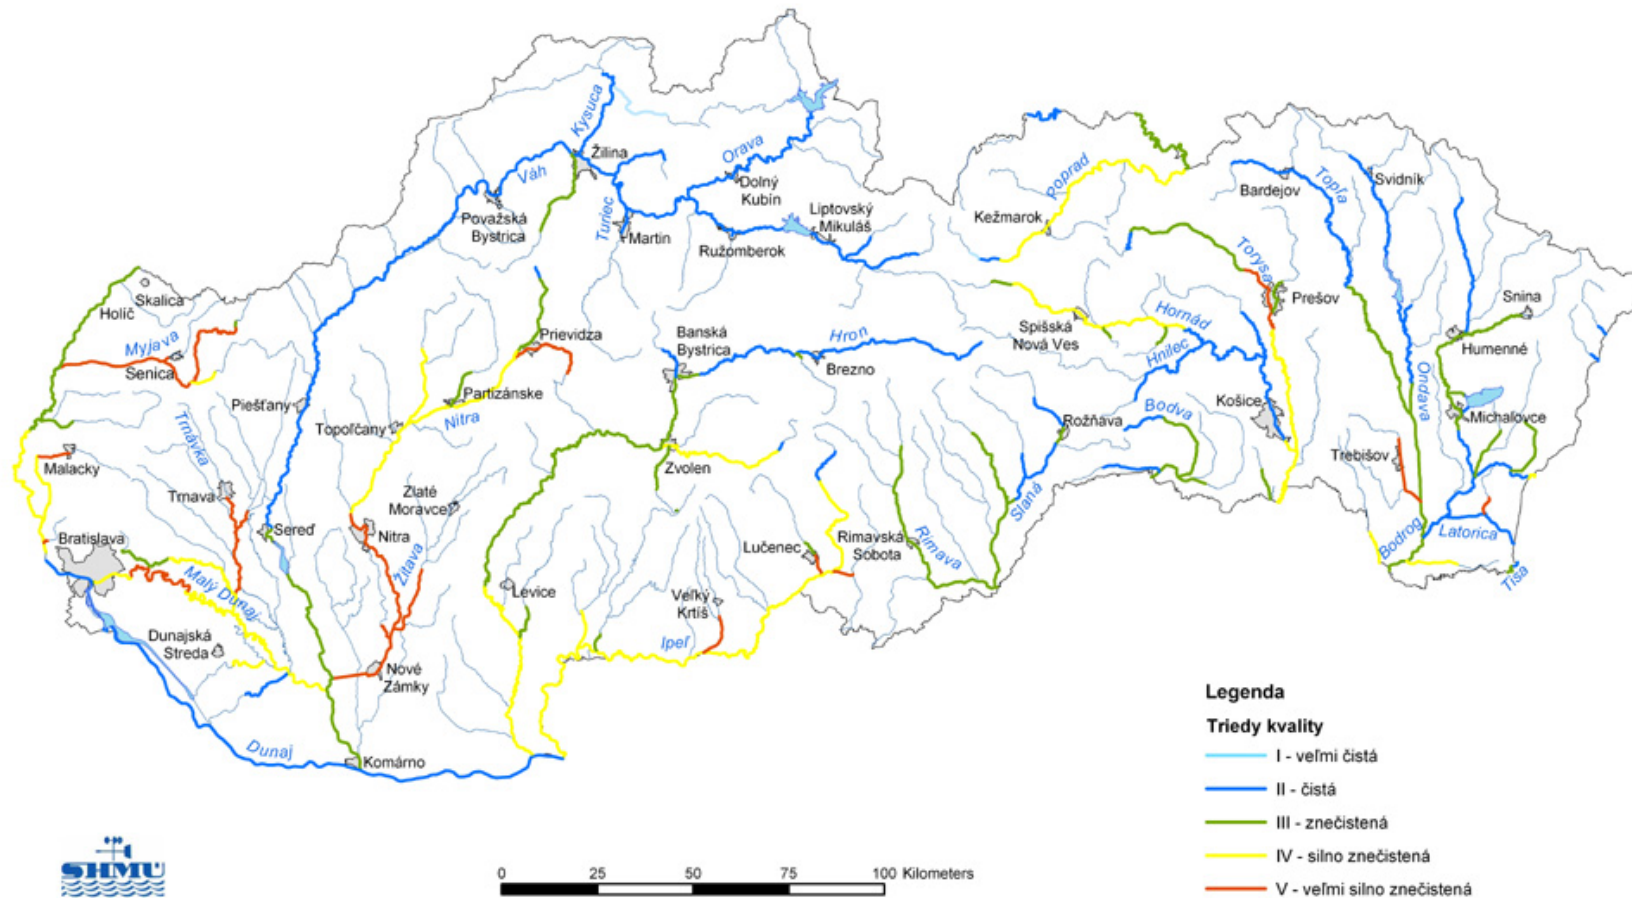 Kysuca
Žilina
Váh
Orava
Dolný
Kubín
Považská
Bystrica
Turiec
Martin
Liptovský
Mikuláš
Ružomberok
Poprad
Kežmarok
Bardejov
Topľa
Svidník
Skalica
Holíč
Myjava
Senica
Prievidza
Banská
Bystrica
Hron
Brezno
Spišská
Nová Ves
Hornád
Hnilec
Torysa
Prešov
Snina
Humenné
Ondava
Michalovce
Piešťany
Topoľčany
Partizánske
Nitra
Trnávka
Malacky
Trnava
Zlaté
Moravce
Zvolen
Rožňava
Bodva
Košice
Trebišov
Slaná
Sereď
Nitra
Žitava
Lučenec
Rimavská
Sobota
Rimava
Bodrog
Latorica
Tisa
Bratislava
Malý Dunaj
Levice
Veľký
Krtíš
Ipeľ
Dunajská
Streda
Nové
Zámky
Dunaj
Komárno
Legenda
Triedy kvality
I - veľmi čistá
II - čistá
III - znečistená
IV - silno znečistená
V - veľmi silno znečistená
SHMÚ
0 25 50 75 100 Kilometers